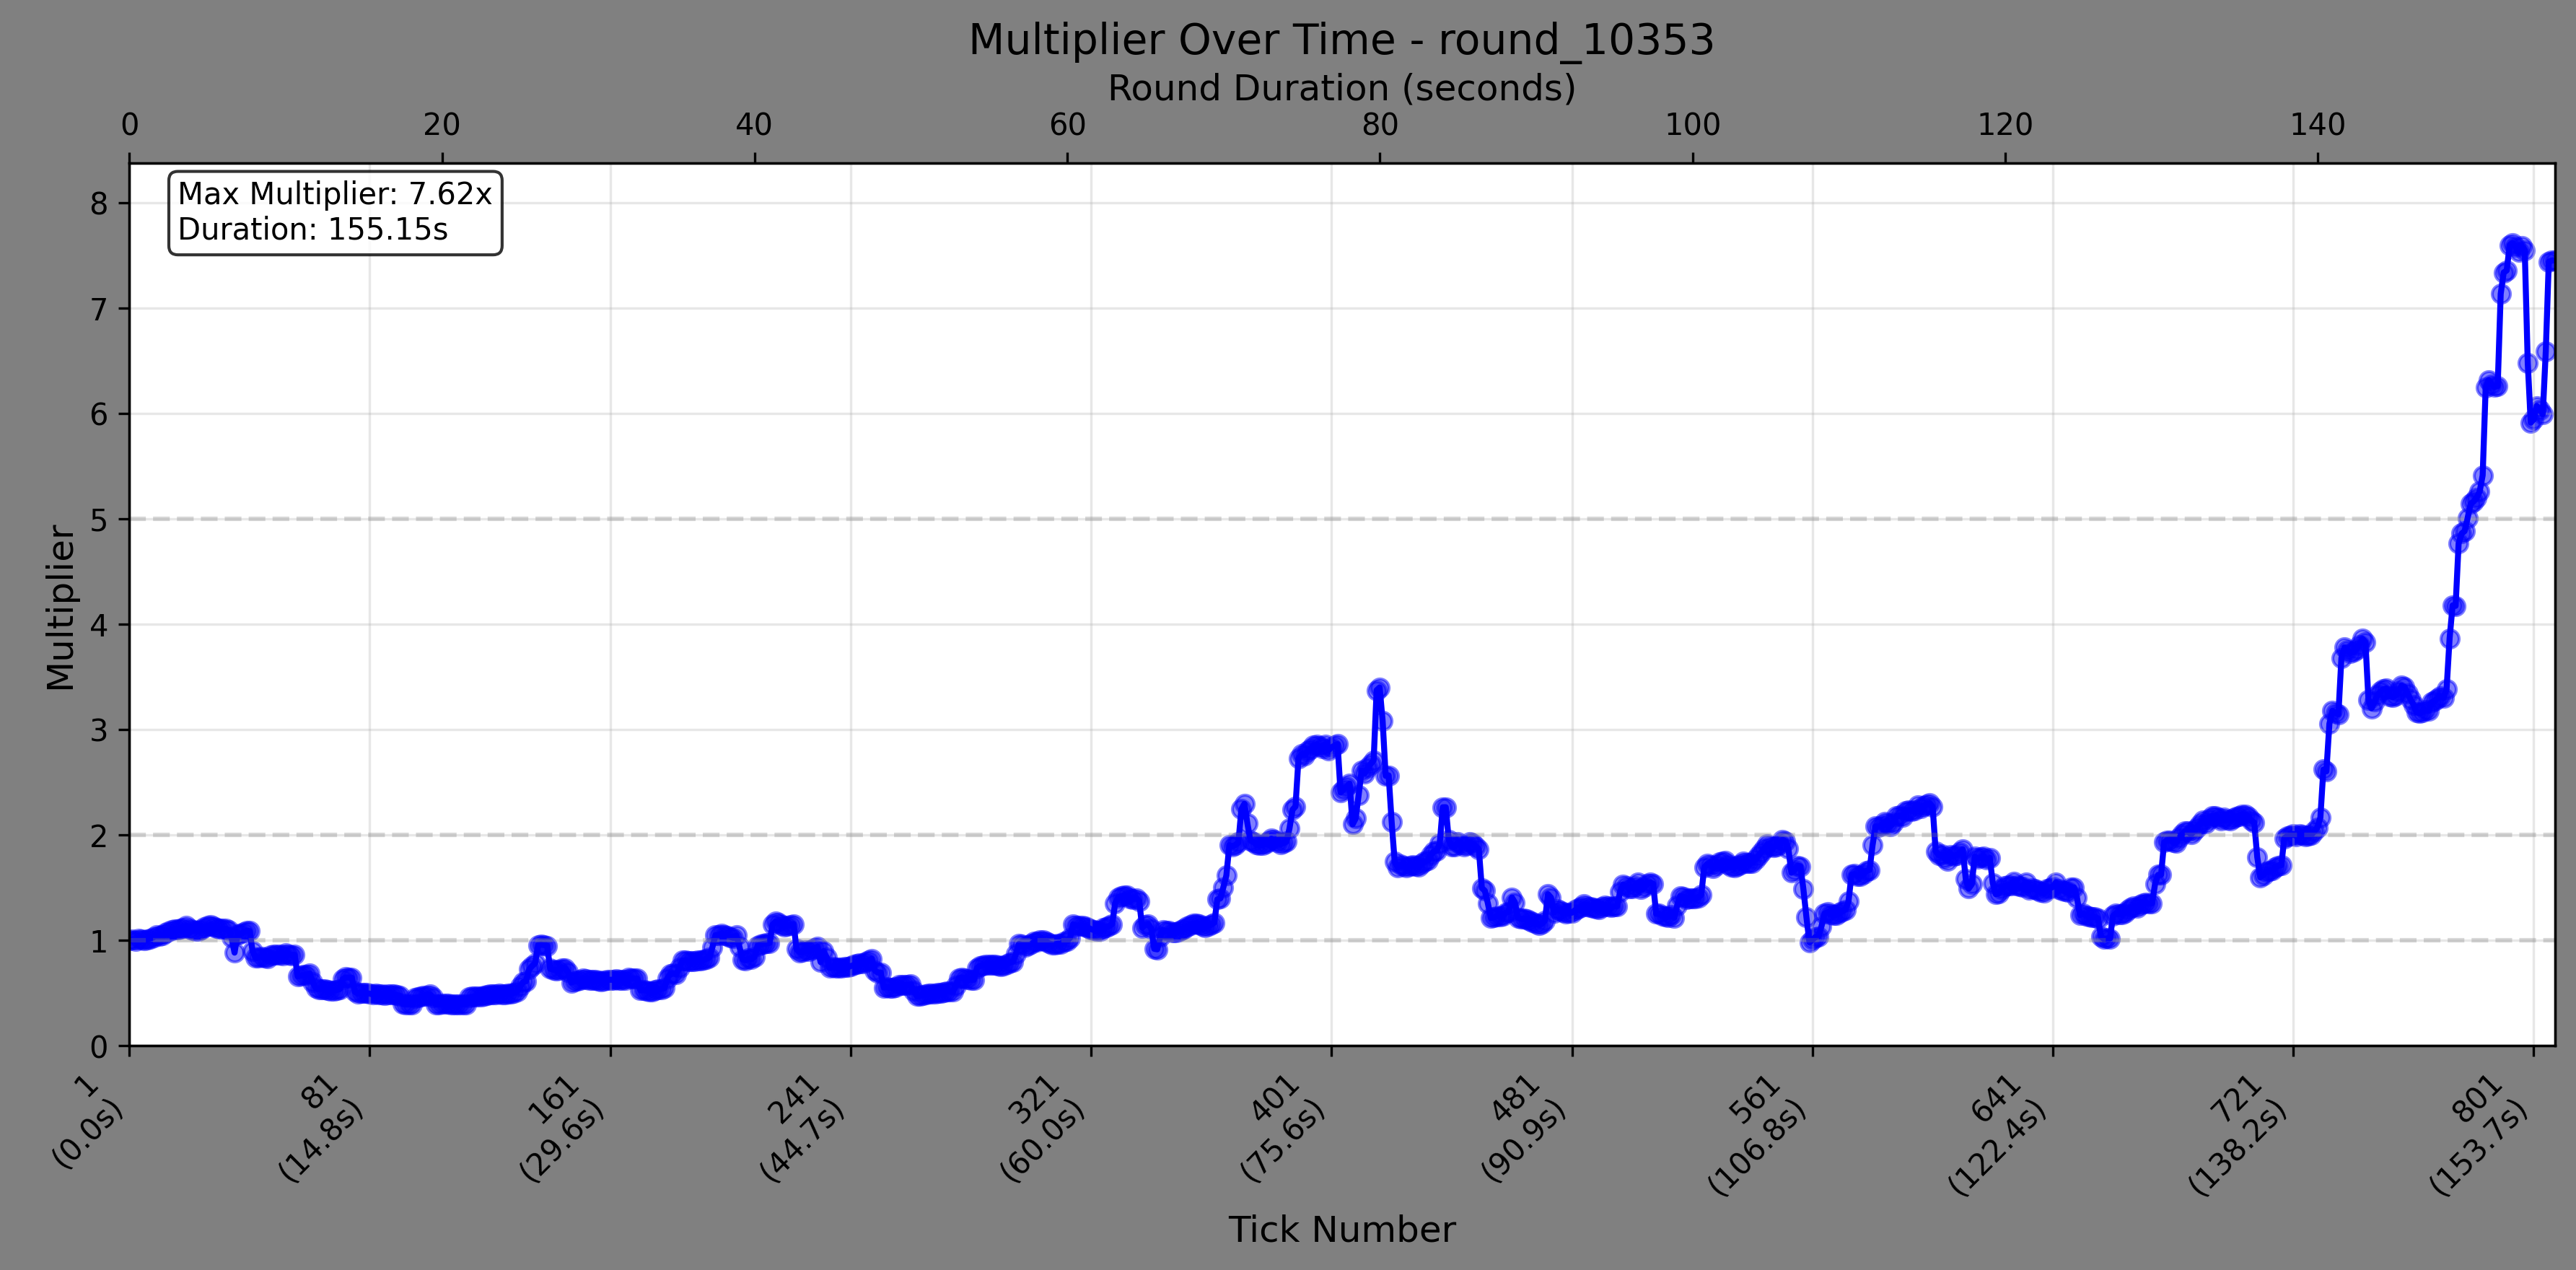 Multiplier Over Time - round_10353
Round Duration (seconds)
0 20 40 60 80 100 120 140
Max Multiplier: 7.62x
Duration: 155.15s
8
7
6
5
4
3
2
1
0
Multiplier
1
(0.0s)
81
(14.8s)
161
(29.6s)
241
(44.7s)
321
(60.0s)
401
(75.6s)
481
(90.9s)
561
(106.8s)
641
(122.4s)
721
(138.2s)
801
(153.7s)
Tick Number